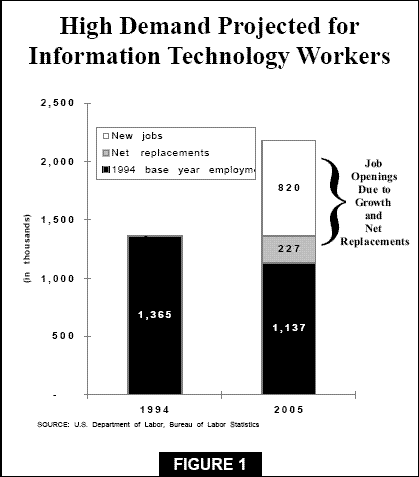 High Demand Projected for
Information Technology Workers
2,500
2,000
1,500
1,000
500
-
(in thousands)
New jobs
Net replacements
1994 base year employm
1,365
820
227
1,137
Job
Openings
Due to
Growth
and
Net
Replacements
1994
2005
SOURCE: U.S. Department of Labor, Bureau of Labor Statistics
FIGURE 1